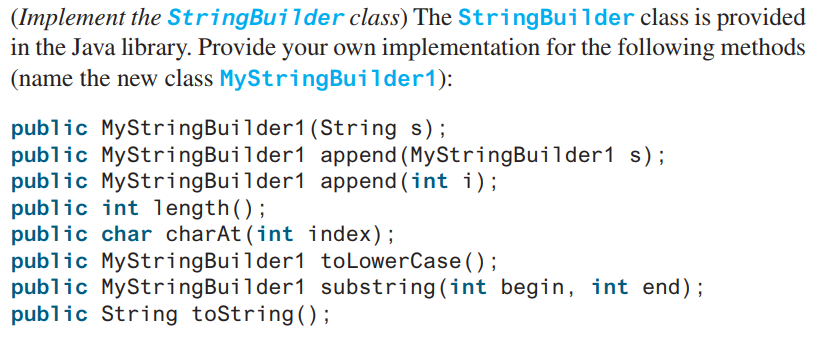 (Implement the StringBuilder class) The StringBuilder class is provided
in the Java library. Provide your own implementation for the following methods
(name the new class MyStringBuilder1):
public MyStringBuilder1(String s);
public MyStringBuilder1 append(MyStringBuilder1 s);
public MyStringBuilder1 append(int i);
public int length();
public char charAt(int index);
public MyStringBuilder1 toLowerCase();
public MyStringBuilder1 substring(int begin, int end);
public String toString();